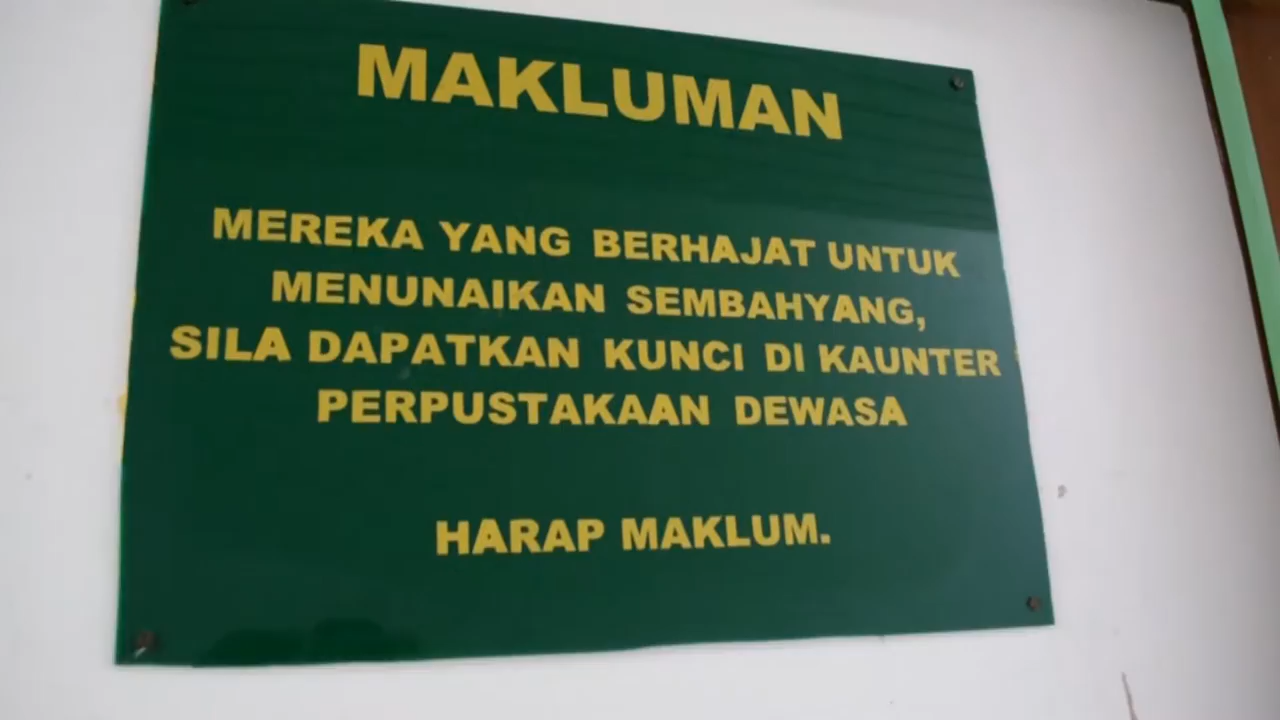 MAKLUMAN
MEREKA YANG BERHAJAT UNTUK
MENUNAIKAN SEMBAHYANG,
SILA DAPATKAN KUNCI DI KAUNTER
PERPUSTAKAAN DEWASA
HARAP MAKLUM.